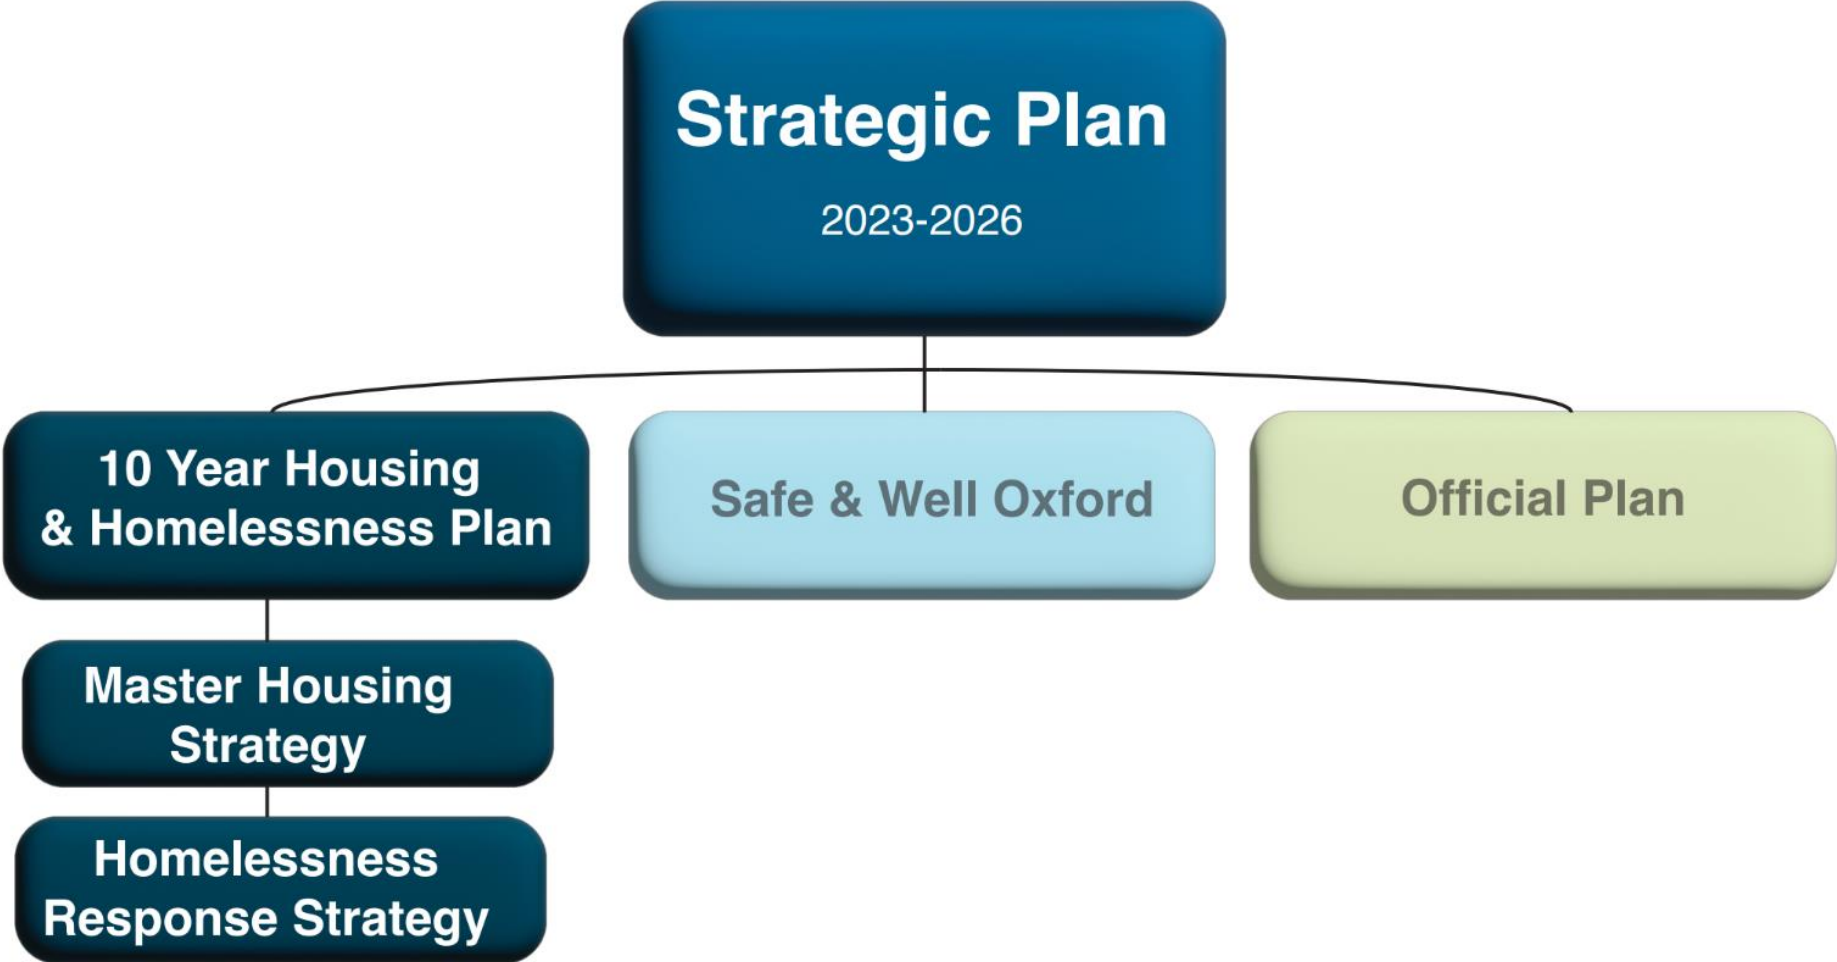 Strategic Plan
2023-2026
10 Year Housing
& Homelessness Plan
Safe & Well Oxford
Official Plan
Master Housing
Strategy
Homelessness
Response Strategy